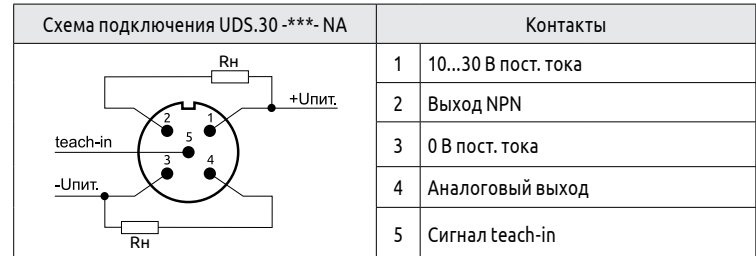 Схема подключения UDS.30 -***- NA
Контакты
Rн
+Uпит.
2
1
5
teach-in
3
4
-Uпит.
Rн
1 10...30 В пост. тока
2 Выход NPN
3 0 В пост. тока
4 Аналоговый выход
5 Сигнал teach-in